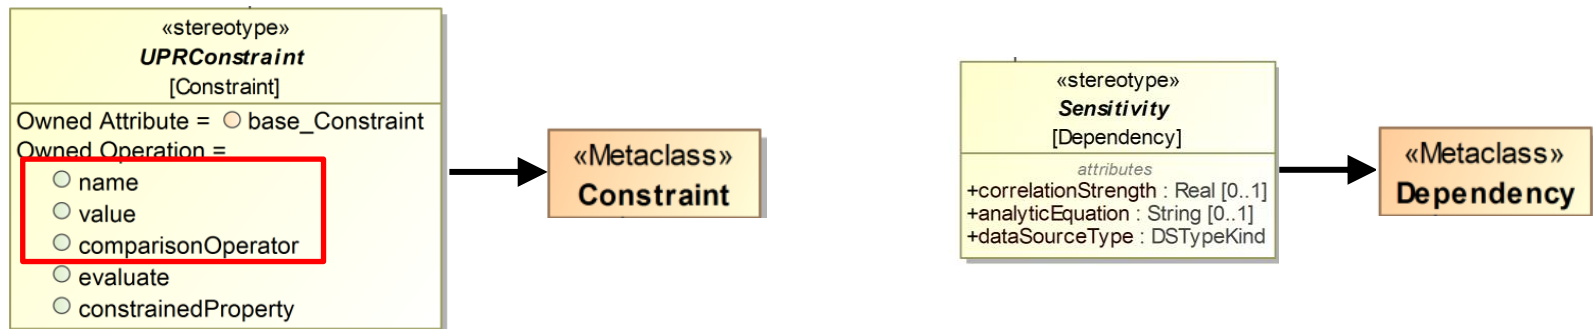 «stereotype»
UPRConstraint
[Constraint]
Owned Attribute = base_Constraint
Owned Operation =
name
value
comparisonOperator
evaluate
constrainedProperty
«Metaclass»
Constraint
«stereotype»
Sensitivity
[Dependency]
attributes
+correlationStrength : Real [0..1]
+analyticEquation : String [0..1]
+dataSourceType : DSTypeKind
«Metaclass»
Dependency